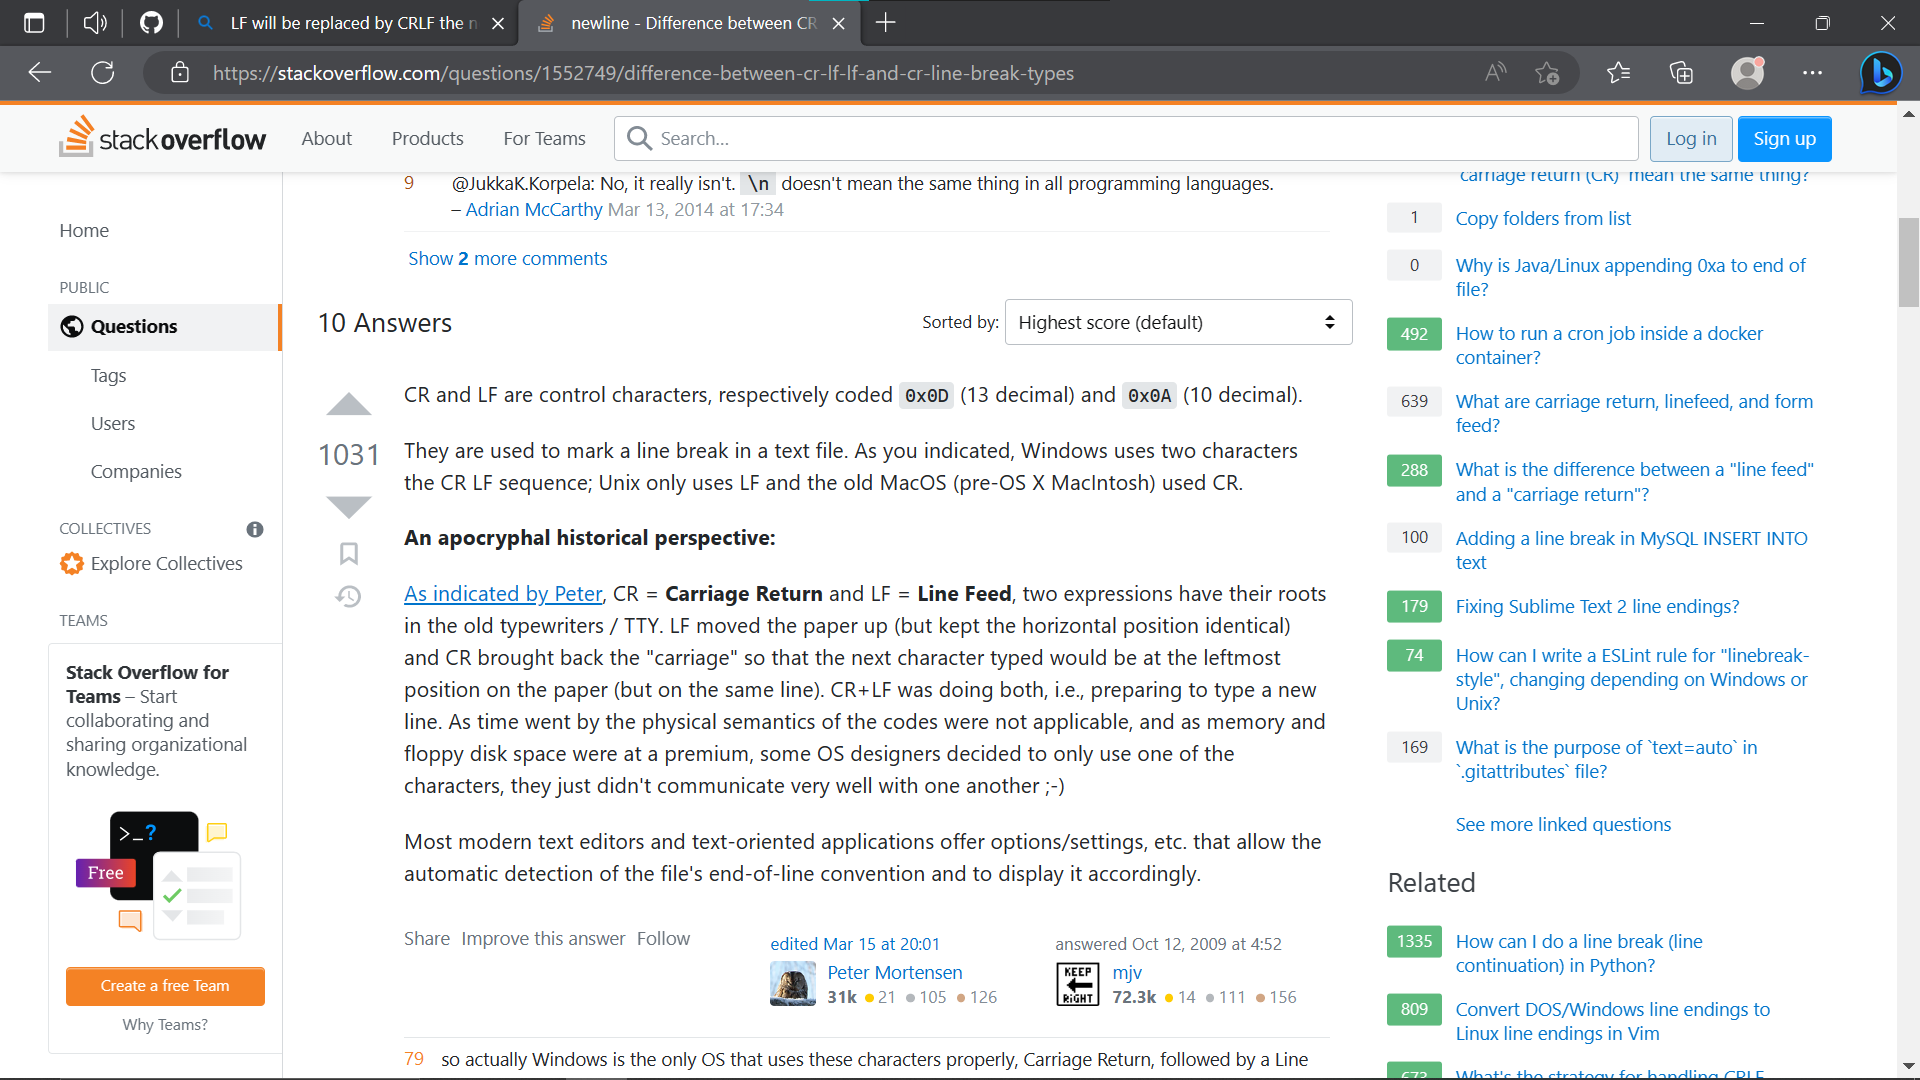 LF will be replaced by CRLF the n
newline - Difference between CR
https://stackoverflow.com/questions/1552749/difference-between-cr-lf-lf-and-cr-line-break-types
stackoverflow
About
Products
For Teams
Search...
Log in
Sign up
Home
PUBLIC
Questions
Tags
Users
Companies
COLLECTIVES
Explore Collectives
TEAMS
Stack Overflow for
Teams – Start
collaborating and
sharing organizational
knowledge.
>_?
Free
Create a free Team
Why Teams?
9 @JukkaK.Korpela: No, it really isn't. \n doesn't mean the same thing in all programming languages.
– Adrian McCarthy Mar 13, 2014 at 17:34
Show 2 more comments
10 Answers
Sorted by: Highest score (default)
1031
CR and LF are control characters, respectively coded 0x0D (13 decimal) and 0x0A (10 decimal).
They are used to mark a line break in a text file. As you indicated, Windows uses two characters
the CR LF sequence; Unix only uses LF and the old MacOS (pre-OS X MacIntosh) used CR.
An apocryphal historical perspective:
As indicated by Peter, CR = Carriage Return and LF = Line Feed, two expressions have their roots
in the old typewriters / TTY. LF moved the paper up (but kept the horizontal position identical)
and CR brought back the "carriage" so that the next character typed would be at the leftmost
position on the paper (but on the same line). CR+LF was doing both, i.e., preparing to type a new
line. As time went by the physical semantics of the codes were not applicable, and as memory and
floppy disk space were at a premium, some OS designers decided to only use one of the
characters, they just didn't communicate very well with one another ;-)
Most modern text editors and text-oriented applications offer options/settings, etc. that allow the
automatic detection of the file's end-of-line convention and to display it accordingly.
Share Improve this answer Follow
edited Mar 15 at 20:01
Peter Mortensen
31k 21 105 126
answered Oct 12, 2009 at 4:52
KEEP
RiGHT
mjv
72.3k 14 111 156
79 so actually Windows is the only OS that uses these characters properly, Carriage Return, followed by a Line
carriage return (CR)" mean the same thing?
1 Copy folders from list
0 Why is Java/Linux appending 0xa to end of
file?
492 How to run a cron job inside a docker
container?
639 What are carriage return, linefeed, and form
feed?
288 What is the difference between a "line feed"
and a "carriage return"?
100 Adding a line break in MySQL INSERT INTO
text
179 Fixing Sublime Text 2 line endings?
74 How can I write a ESLint rule for "linebreak-
style", changing depending on Windows or
Unix?
169 What is the purpose of `text=auto` in
`.gitattributes` file?
See more linked questions
Related
1335 How can I do a line break (line
continuation) in Python?
809 Convert DOS/Windows line endings to
Linux line endings in Vim
673 What's the strategy for handling CRLF